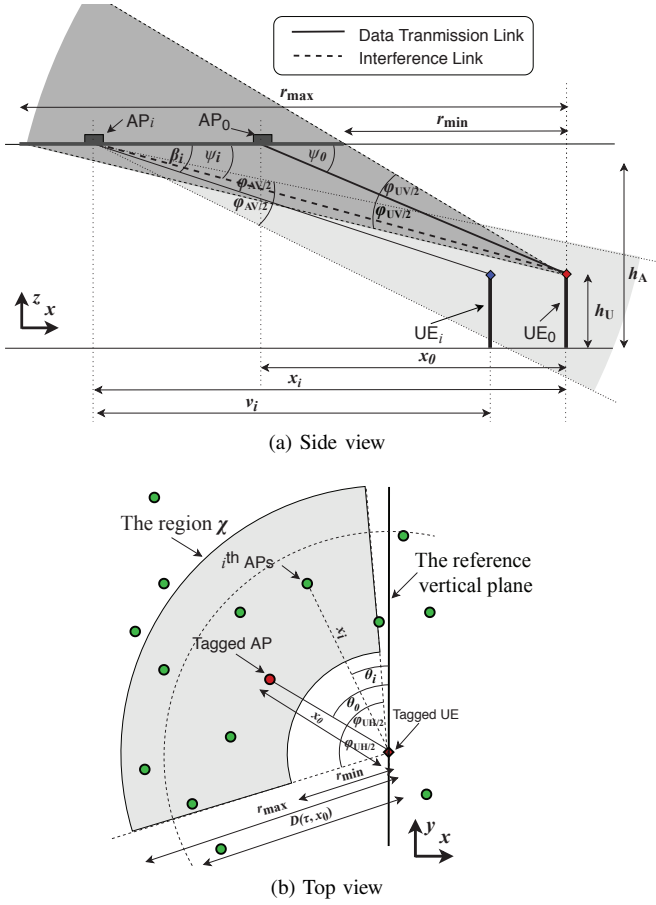 Data Tranmission Link
Interference Link
r_max
AP_i
AP_0
r_min
β_i
ψ_i
ψ_0
φ_AV/2
φ_AV/2
φ_UV/2
φ_UV/2
h_A
z
x
UE_i
UE_0
h_U
x_0
x_i
v_i
(a) Side view
The region χ
i^th APs
The reference
vertical plane
x_i
Tagged AP
θ_i
θ_0
x_0
φ_UH/2
Tagged UE
φ_UH/2
r_min
r_max
D(τ, x_0)
y
x
(b) Top view